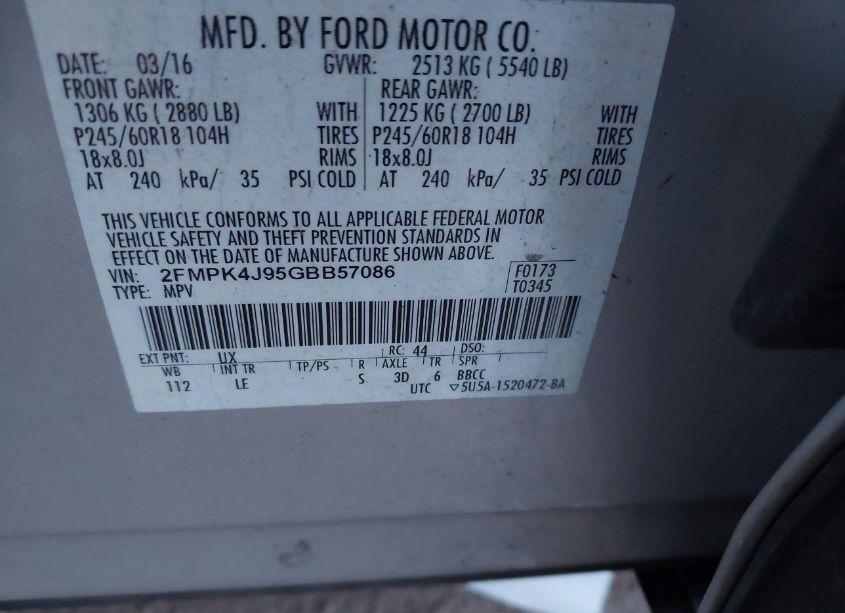 MFD. BY FORD MOTOR CO.
DATE: 03/16 GVWR: 2513 KG ( 5540 LB)
FRONT GAWR: REAR GAWR:
1306 KG ( 2880 LB) WITH 1225 KG ( 2700 LB) WITH
P245/60R18 104H TIRES P245/60R18 104H TIRES
18x8.0J RIMS 18x8.0J RIMS
AT 240 kPa/ 35 PSI COLD AT 240 kPa/ 35 PSI COLD
THIS VEHICLE CONFORMS TO ALL APPLICABLE FEDERAL MOTOR
VEHICLE SAFETY AND THEFT PREVENTION STANDARDS IN
EFFECT ON THE DATE OF MANUFACTURE SHOWN ABOVE.
VIN: 2FMPK4J95GBB57086 F0173
TYPE: MPV T0345
EXT PNT: UX RC: 44 DSO:
WB INT TR TP/PS R AXLE TR SPR
112 LE S 3D 6 BBCC
UTC ▽5U5A-1520472-BA